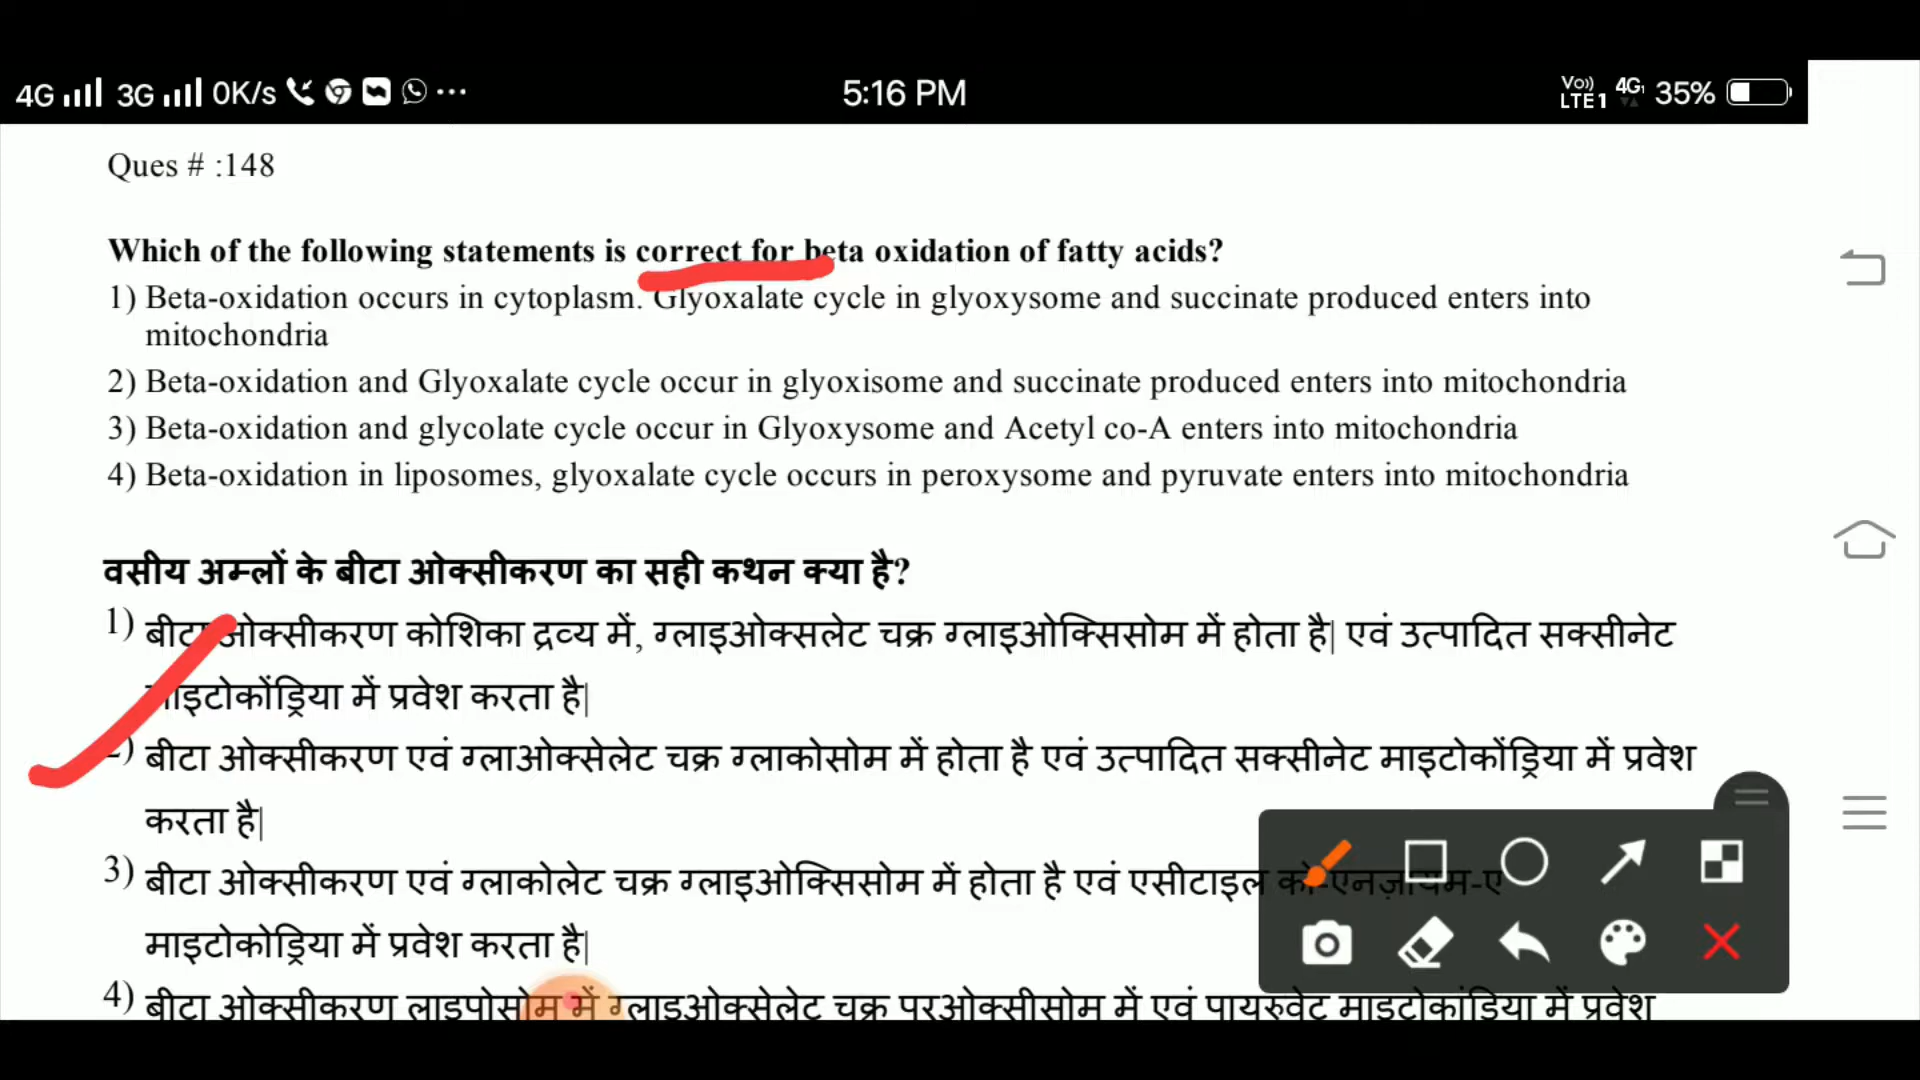 4G 3G 0K/s ... 5:16 PM Vo)) LTE1 4G 35%
Ques # :148
Which of the following statements is correct for beta oxidation of fatty acids?
1) Beta-oxidation occurs in cytoplasm. Glyoxalate cycle in glyoxysome and succinate produced enters into
mitochondria
2) Beta-oxidation and Glyoxalate cycle occur in glyoxisome and succinate produced enters into mitochondria
3) Beta-oxidation and glycolate cycle occur in Glyoxysome and Acetyl co-A enters into mitochondria
4) Beta-oxidation in liposomes, glyoxalate cycle occurs in peroxysome and pyruvate enters into mitochondria
वसीय अम्लों के बीटा ओक्सीकरण का सही कथन क्या है?
1) बीटा ओक्सीकरण कोशिका द्रव्य में, ग्लाइओक्सलेट चक्र ग्लाइओक्सिसोम में होता है| एवं उत्पादित सक्सीनेट
माइटोकोंड्रिया में प्रवेश करता है|
2) बीटा ओक्सीकरण एवं ग्लाओक्सेलेट चक्र ग्लाकोसोम में होता है एवं उत्पादित सक्सीनेट माइटोकोंड्रिया में प्रवेश
करता है|
3) बीटा ओक्सीकरण एवं ग्लाकोलेट चक्र ग्लाइओक्सिसोम में होता है एवं एसीटाइल को-एनज़ायम-ए
माइटोकोड्रिया में प्रवेश करता है|
4) बीटा ओक्सीकरण लाइपोसोम में ग्लाइओक्सेलेट चक्र परओक्सीसोम में एवं पायरुवेट माइटोकांडिया में प्रवेश